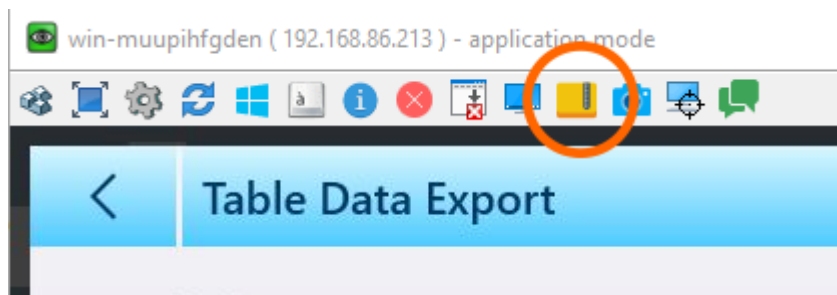 win-muupihfgden ( 192.168.86.213 ) - application mode
à
i
Table Data Export